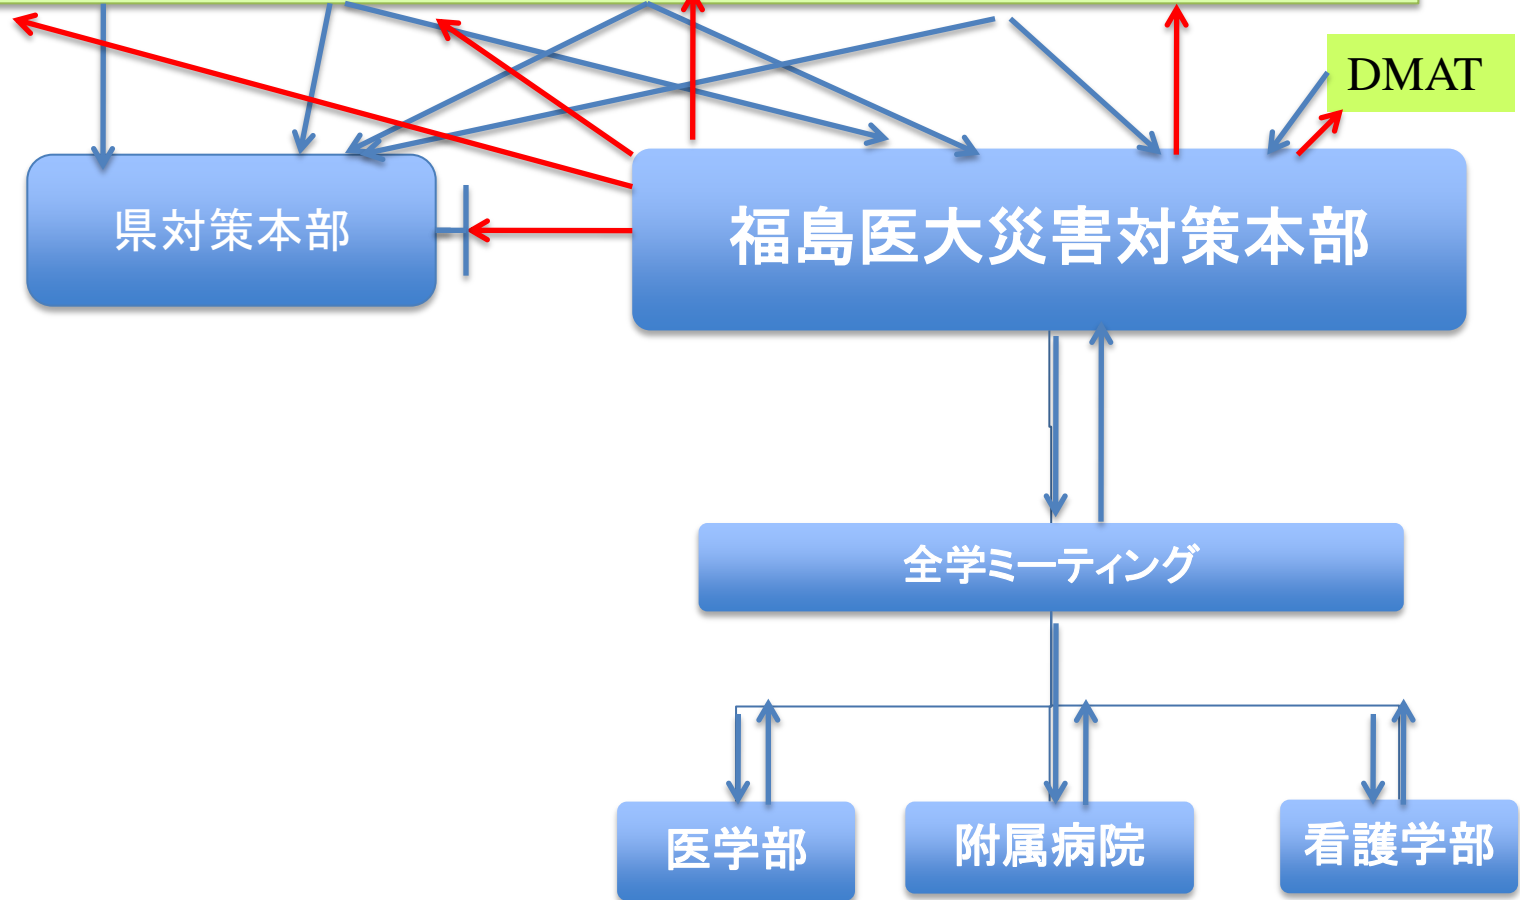 DMAT
県対策本部
福島医大災害対策本部
全学ミーティング
医学部
附属病院
看護学部